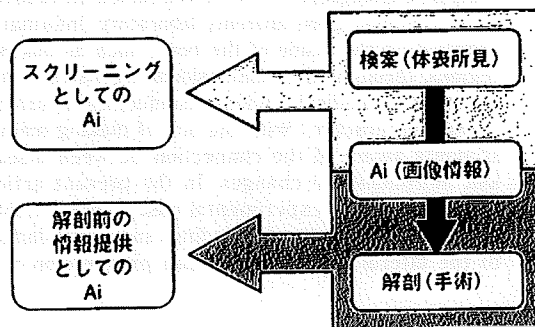 スクリーニング
としての
Ai
解剖前の
情報提供
としての
Ai
検案(体表所見)
Ai(画像情報)
解剖(手術)